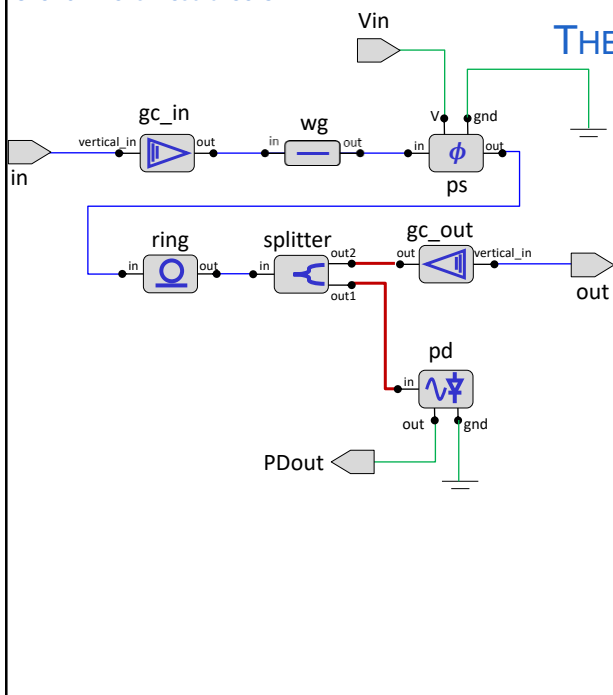 Vin
THE
gc_in
wg
V
gnd
vertical_in
out
in
out
in
ϕ
out
in
ps
ring
splitter
gc_out
out2
out
vertical_in
in
out
in
out1
out
pd
in
out
gnd
PDout